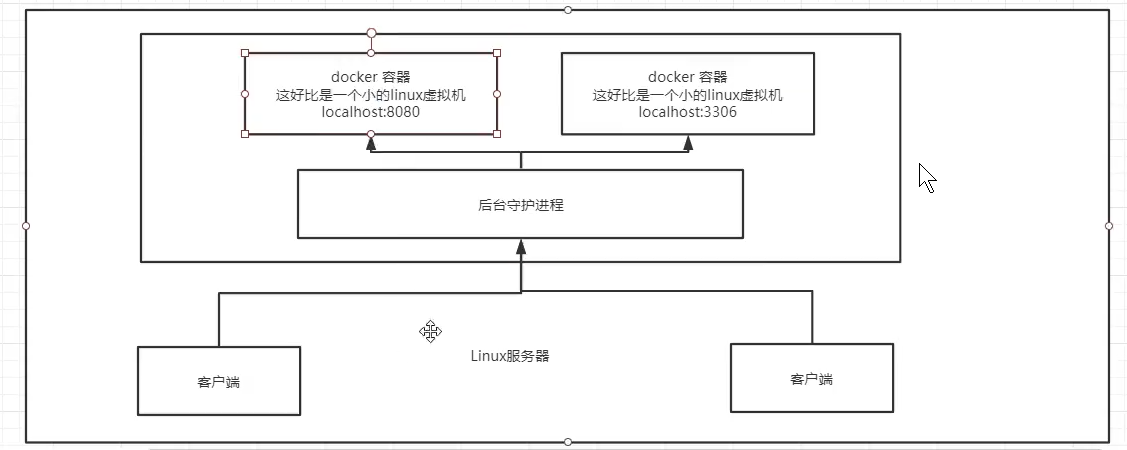 docker 容器
这好比是一个小的linux虚拟机
localhost:8080
docker 容器
这好比是一个小的linux虚拟机
localhost:3306
后台守护进程
Linux服务器
客户端
客户端